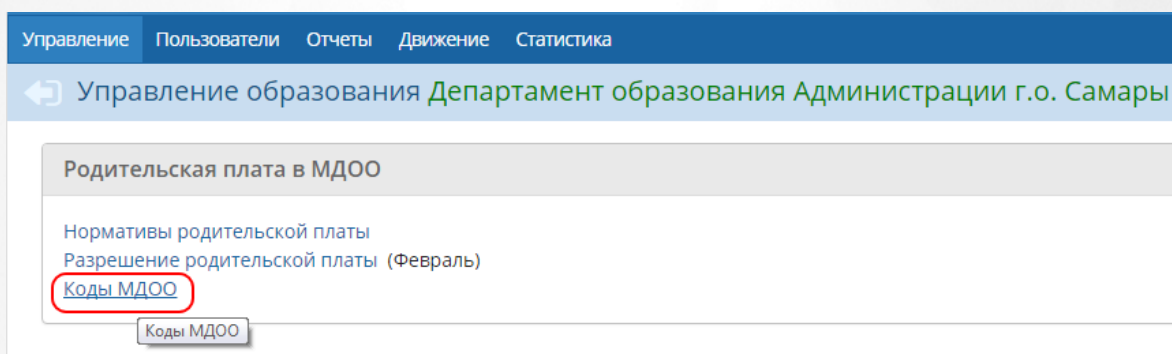 Управление Пользователи Отчеты Движение Статистика
Управление образования Департамент образования Администрации г.о. Самары
Родительская плата в МДОО
Нормативы родительской платы
Разрешение родительской платы (Февраль)
Коды МДОО
Коды МДОО